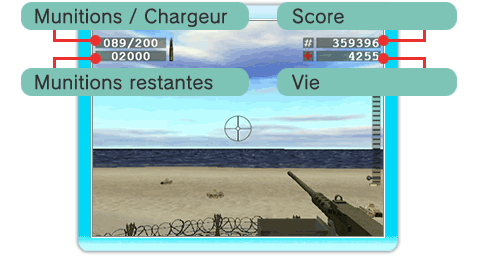 Munitions / Chargeur
Score
089/200
# 359396
02000
4255
Munitions restantes
Vie